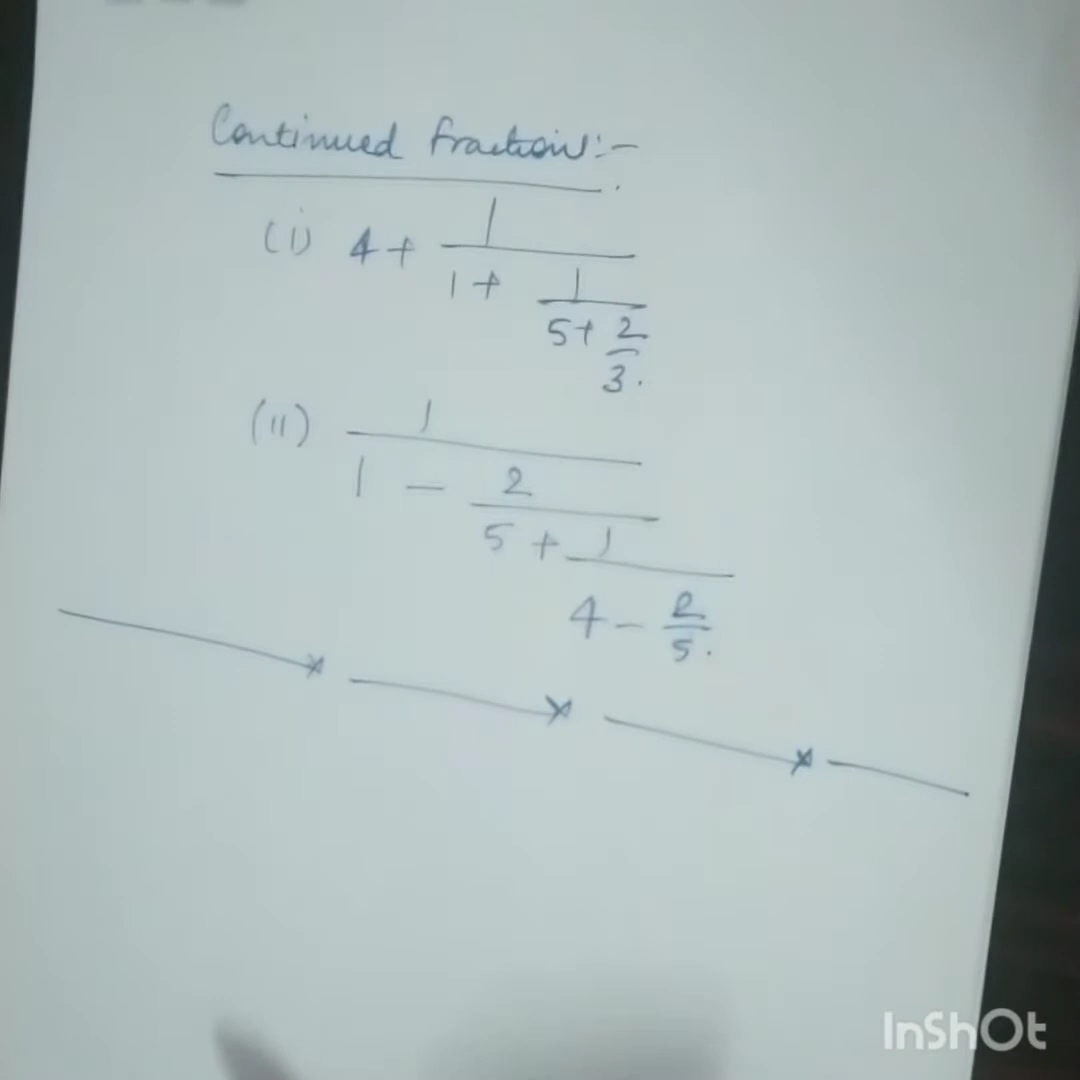 Continued fraction:-
(i) 4 + 1
1 + 1
5 + 2
3.
(ii) 1
1 - 2
5 + 1
4 - 2
5.
InShOt